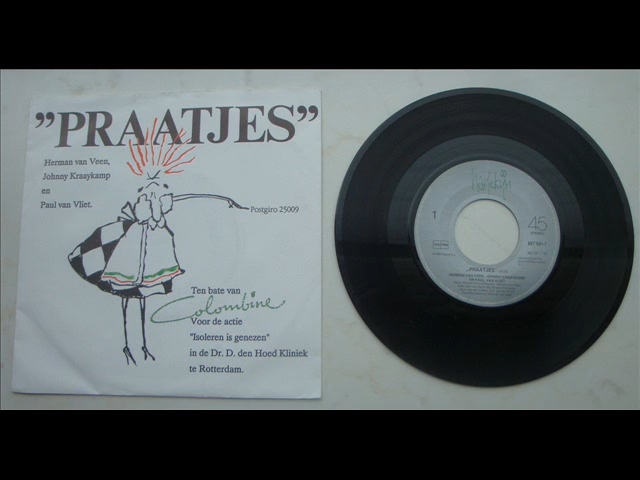 "PRAATJES"
Herman van Veen,
Johnny Kraaykamp
en
Paul van Vliet.
Postgiro 25009
Ten bate van
Colombine
Voor de actie
"Isoleren is genezen"
in de Dr. D. den Hoed Kliniek
te Rotterdam.
1
45
"PRAATJES"